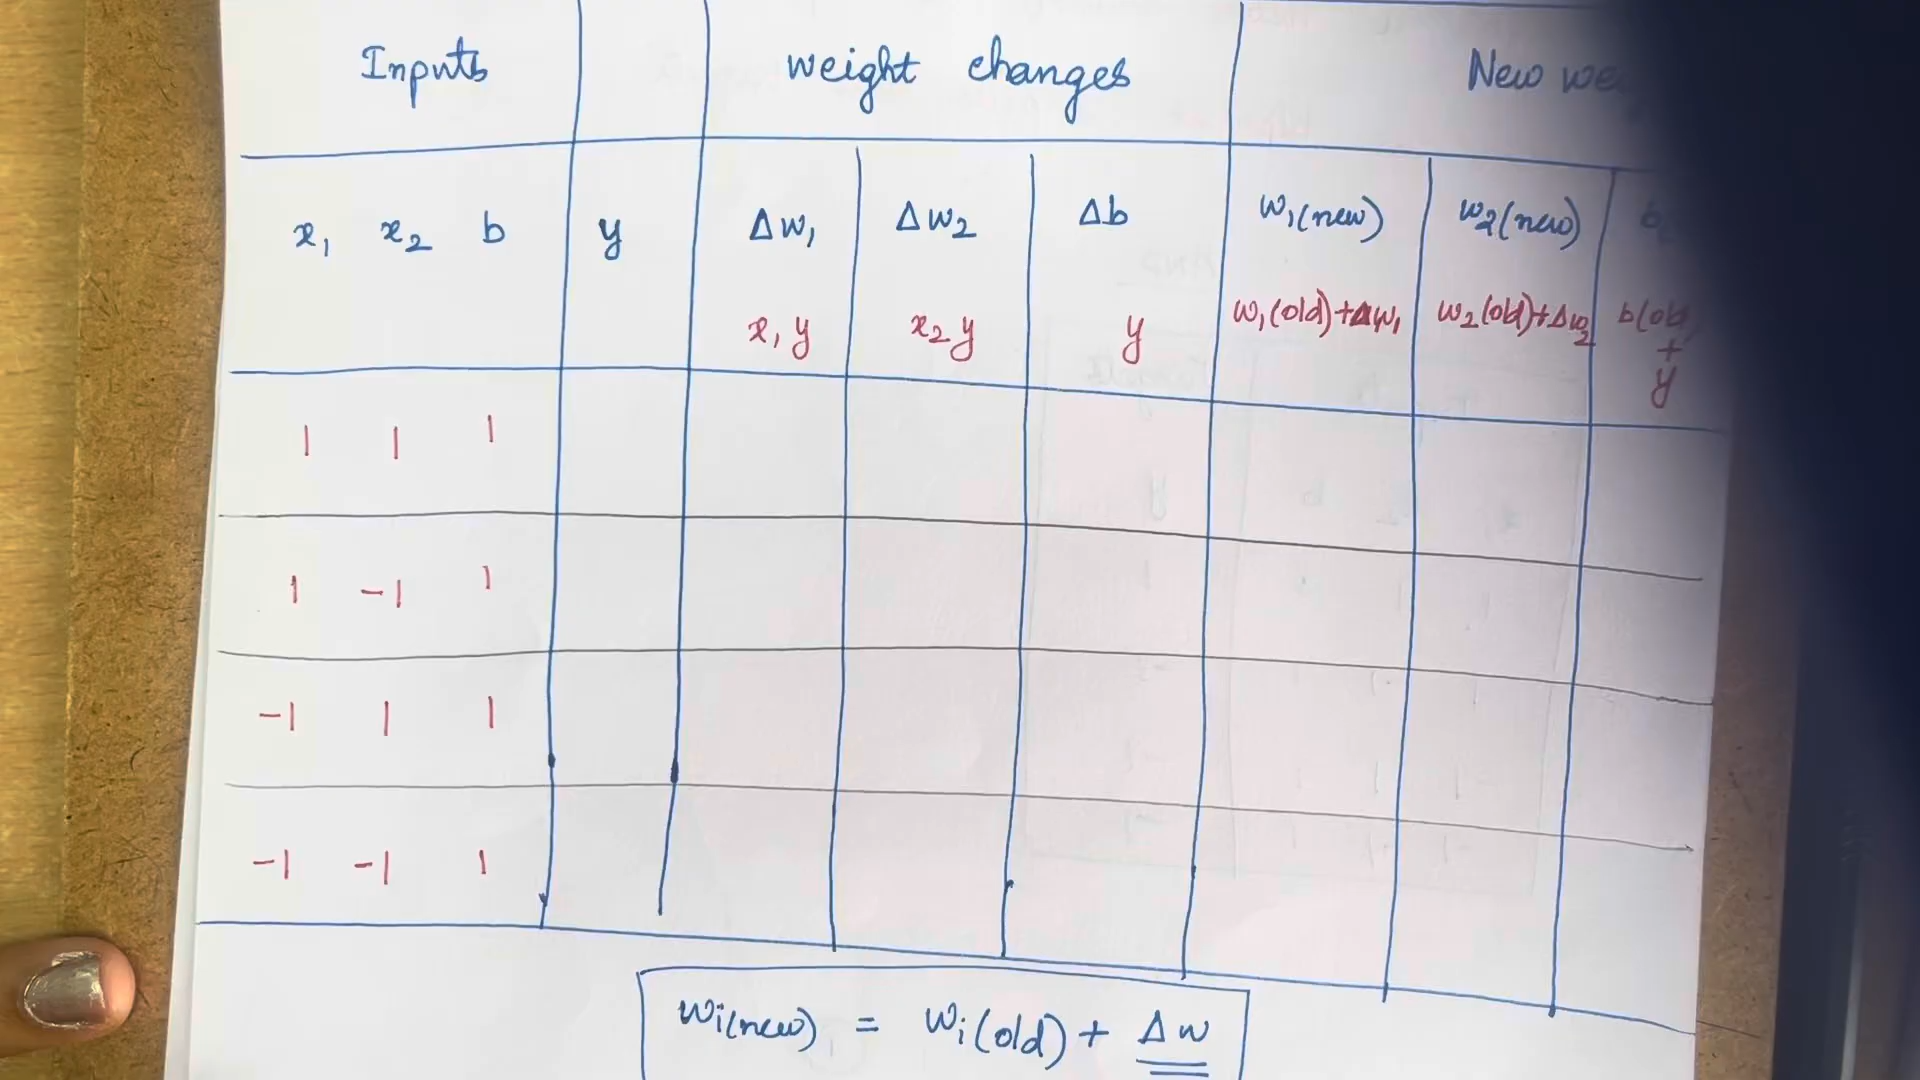 Inputs weight changes New
x₁ x₂ b y Δw₁ Δw₂ Δb w₁(new) w₂(new)
x₁y x₂y y w₁(old)+Δw₁ w₂(old)+Δw₂ b(old
+
y
1 1 1
1 -1 1
-1 1 1
-1 -1 1
wi(new) = wi(old) + Δw